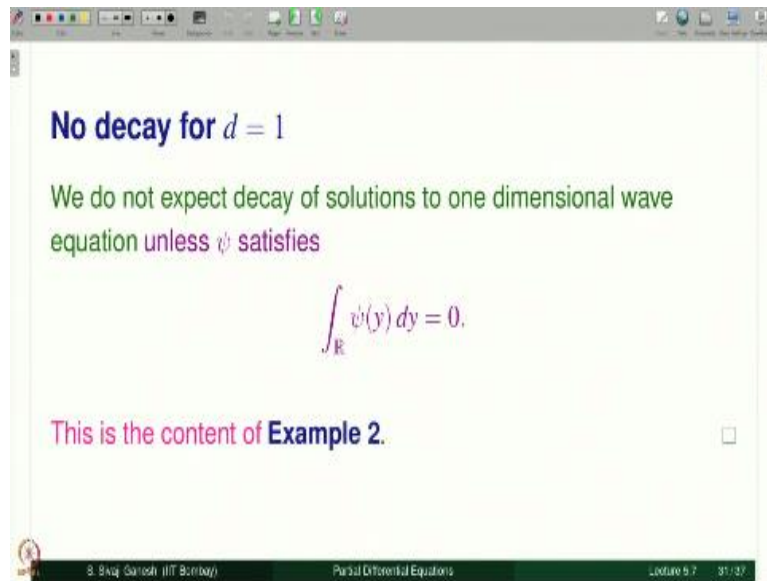 No decay for d = 1
We do not expect decay of solutions to one dimensional wave
equation unless ψ satisfies
∫_ℝ ψ(y) dy = 0.
This is the content of Example 2.
S. Sivaji Ganesh (IIT Bombay) Partial Differential Equations Lecture 5.7 31/37